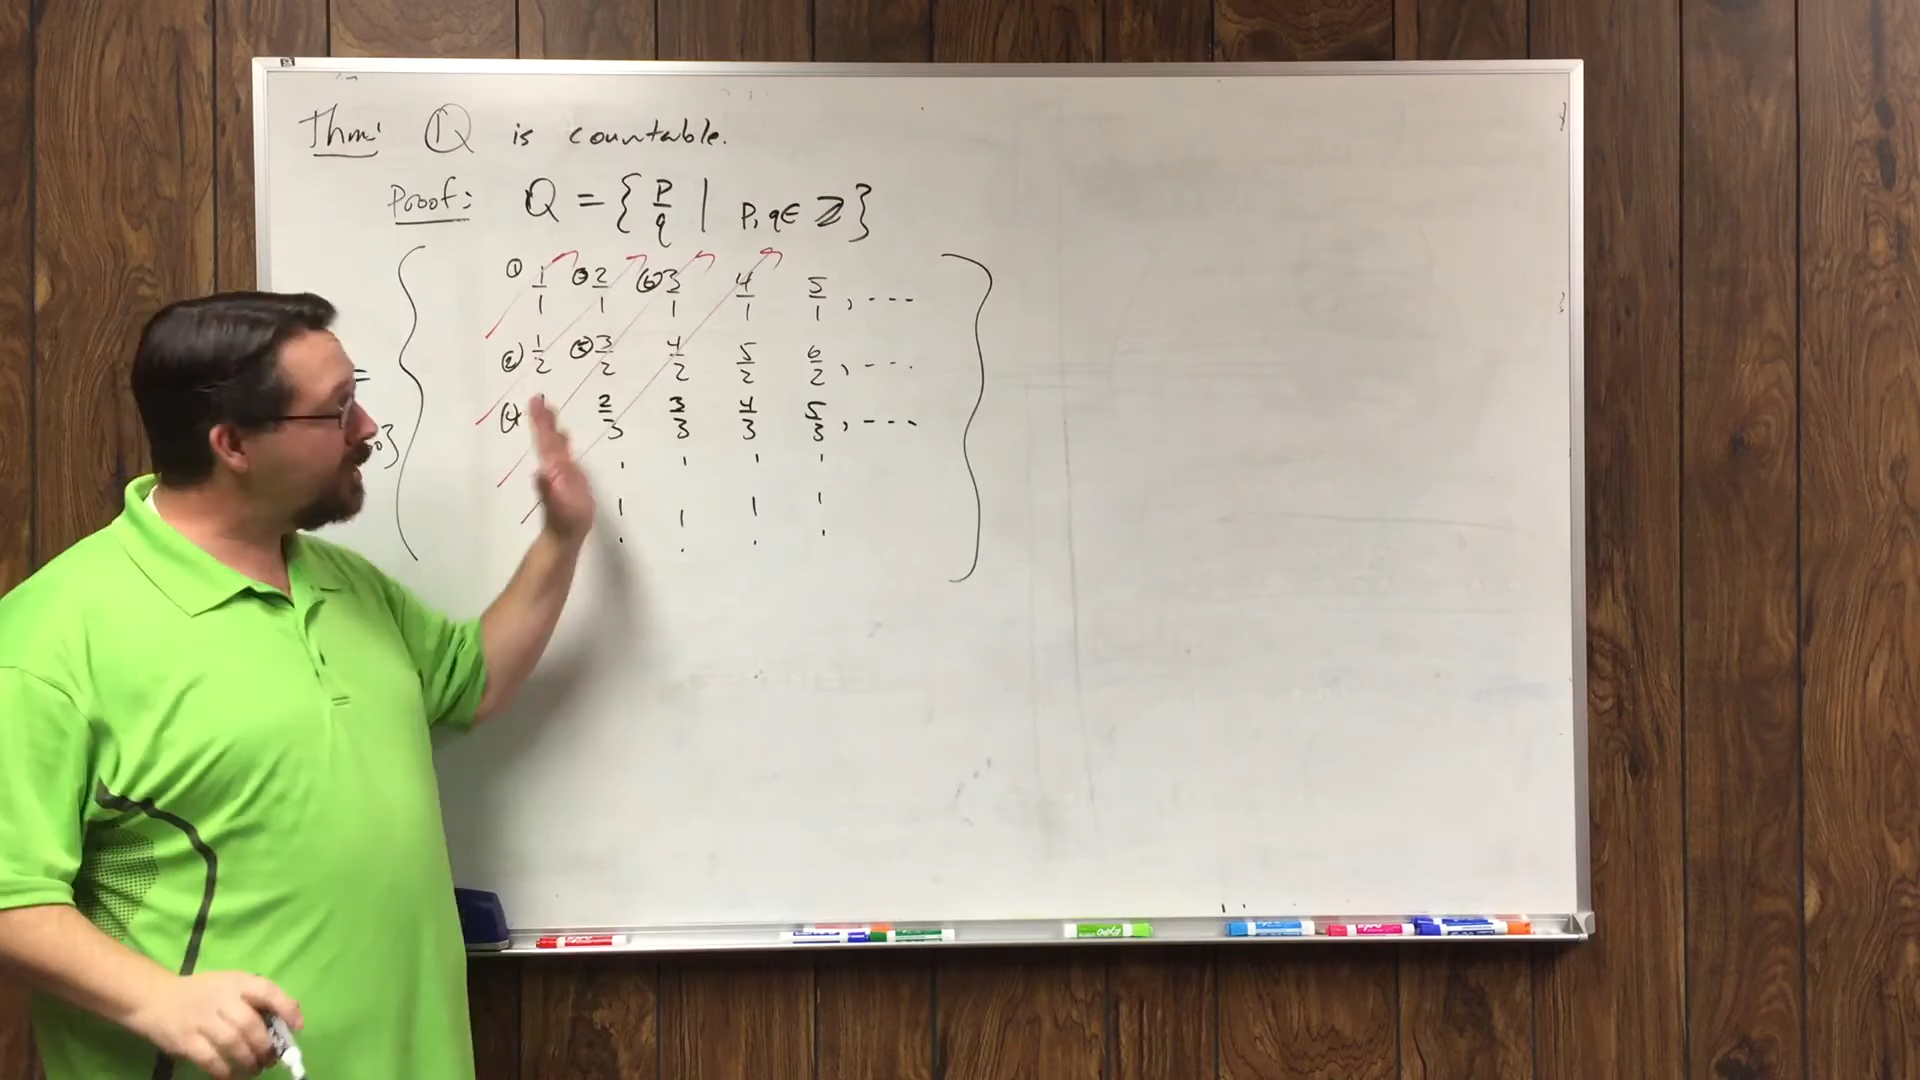 Thm: Q is countable.
Proof: Q = { p/q | p, q ∈ ℤ }
① 1/1 ③ 2/1 ⑥ 3/1 4/1 5/1 , ---
= ② 1/2 ⑤ 3/2 4/2 5/2 6/2 , ---
④ 2/3 3/3 4/3 5/3 , ---